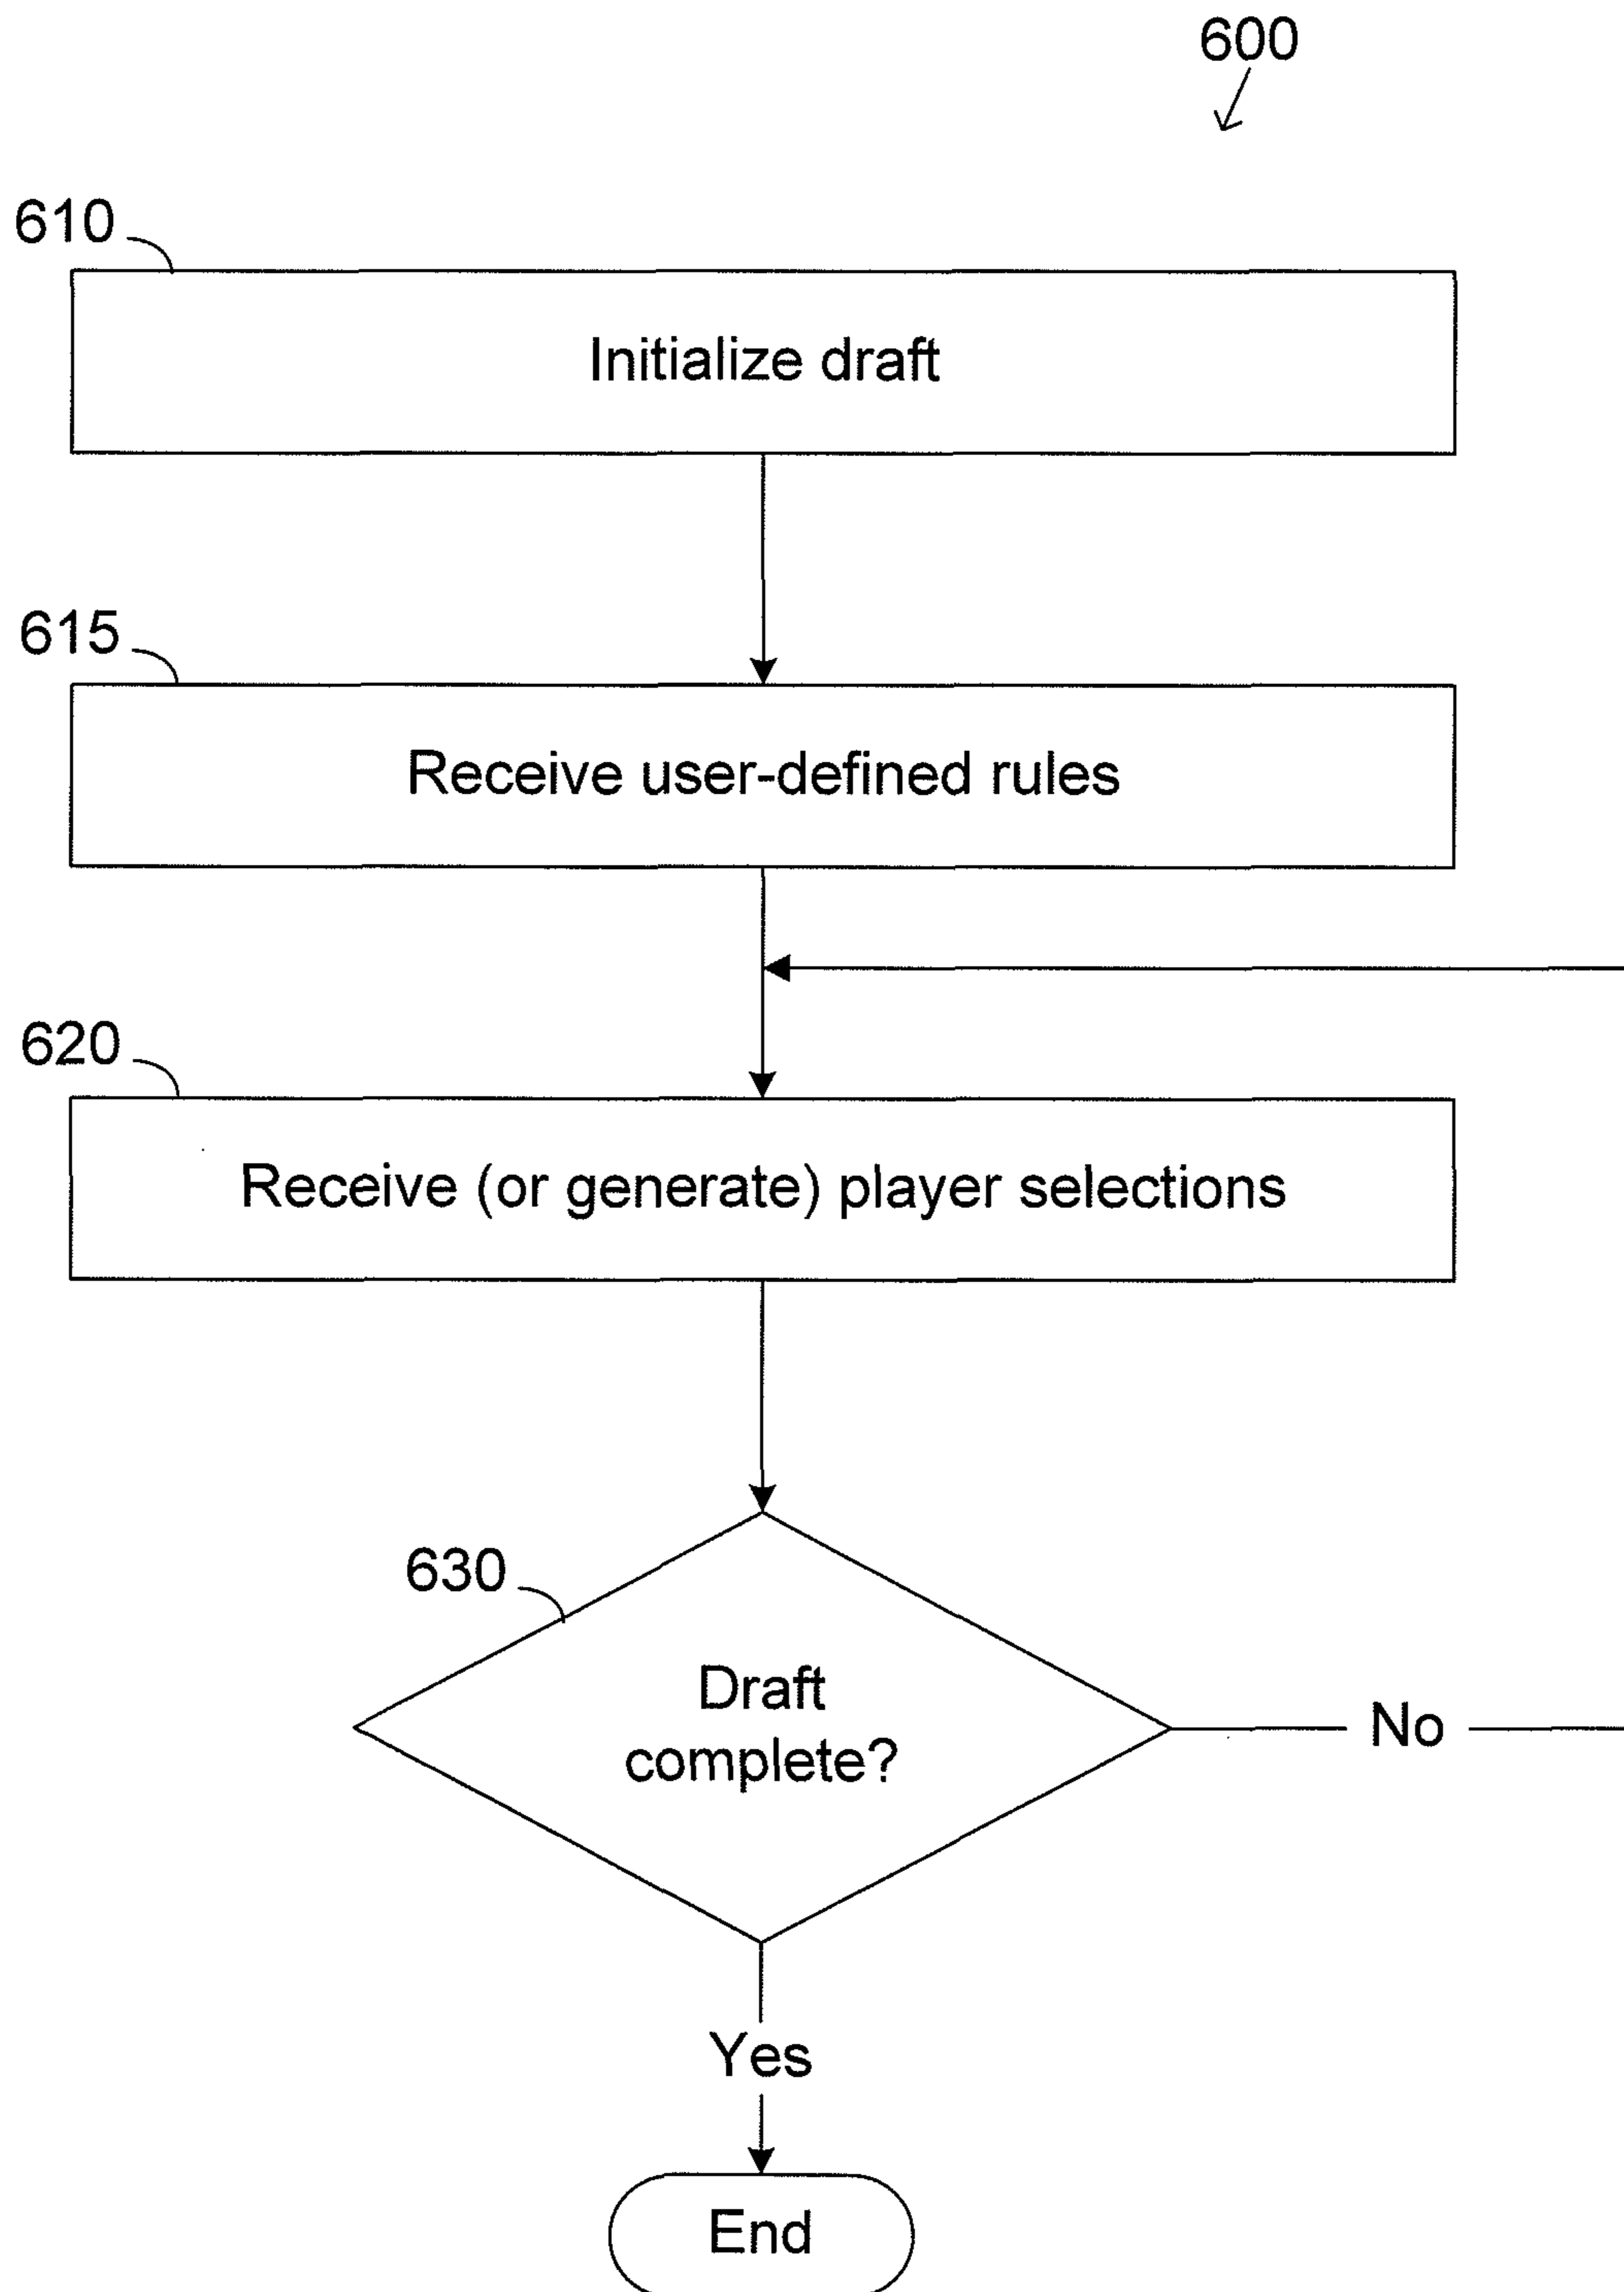 600
610
Initialize draft
615
Receive user-defined rules
620
Receive (or generate) player selections
630
Draft
complete?
No
Yes
End